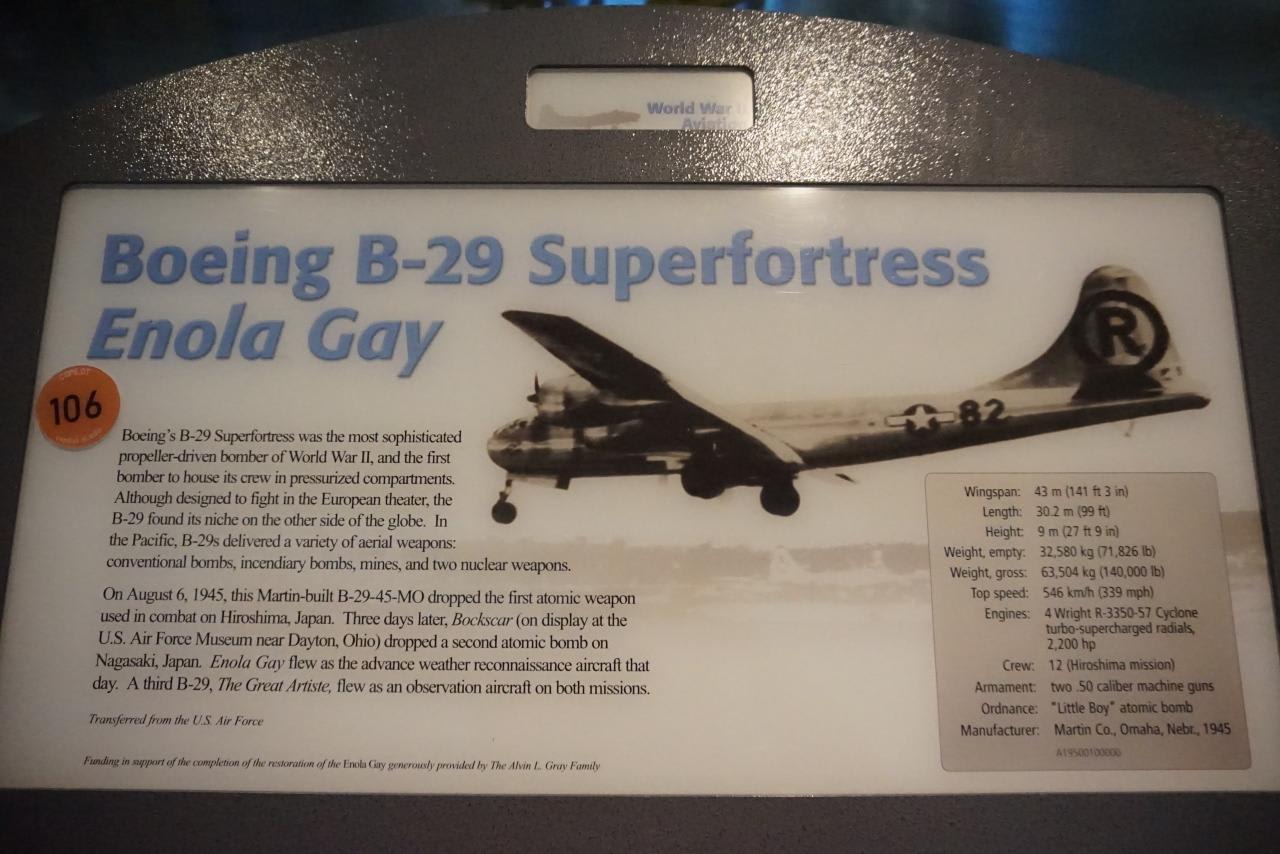 World War II
Aviation
Boeing B-29 Superfortress
Enola Gay
106
Boeing's B-29 Superfortress was the most sophisticated
propeller-driven bomber of World War II, and the first
bomber to house its crew in pressurized compartments.
Although designed to fight in the European theater, the
B-29 found its niche on the other side of the globe. In
the Pacific, B-29s delivered a variety of aerial weapons:
conventional bombs, incendiary bombs, mines, and two nuclear weapons.
On August 6, 1945, this Martin-built B-29-45-MO dropped the first atomic weapon
used in combat on Hiroshima, Japan. Three days later, Bockscar (on display at the
U.S. Air Force Museum near Dayton, Ohio) dropped a second atomic bomb on
Nagasaki, Japan. Enola Gay flew as the advance weather reconnaissance aircraft that
day. A third B-29, The Great Artiste, flew as an observation aircraft on both missions.
Transferred from the U.S. Air Force
Funding in support of the completion of the restoration of the Enola Gay generously provided by The Alvin L. Gray Family
R
82
Wingspan: 43 m (141 ft 3 in)
Length: 30.2 m (99 ft)
Height: 9 m (27 ft 9 in)
Weight, empty: 32,580 kg (71,826 lb)
Weight, gross: 63,504 kg (140,000 lb)
Top speed: 546 km/h (339 mph)
Engines: 4 Wright R-3350-57 Cyclone
turbo-supercharged radials,
2,200 hp
Crew: 12 (Hiroshima mission)
Armament: two .50 caliber machine guns
Ordnance: "Little Boy" atomic bomb
Manufacturer: Martin Co., Omaha, Nebr., 1945
A19500100000